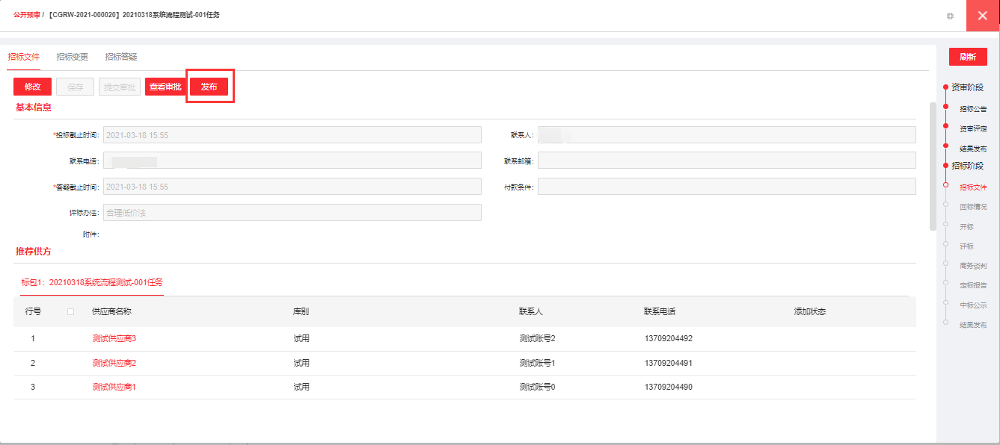 公开预审 / 【CGRW-2021-000020】20210318系统流程测试-001任务
招标文件 招标变更 招标答疑
修改 保存 提交审批 查看审批 发布
基本信息
*投标截止时间: 2021-03-18 15:55 联系人:
联系电话: 联系邮箱:
*答疑截止时间: 2021-03-18 15:55 付款条件:
评标办法: 合理低价法
附件:
推荐供方
标包1: 20210318系统流程测试-001任务
行号 供应商名称 库别 联系人 联系电话 添加状态
1 测试供应商3 试用 测试账号2 13709204492
2 测试供应商2 试用 测试账号1 13709204491
3 测试供应商1 试用 测试账号0 13709204490
刷新
资审阶段
招标公告
资审评定
结果发布
招标阶段
招标文件
回标情况
开标
评标
商务谈判
定标报告
中标公示
结果发布